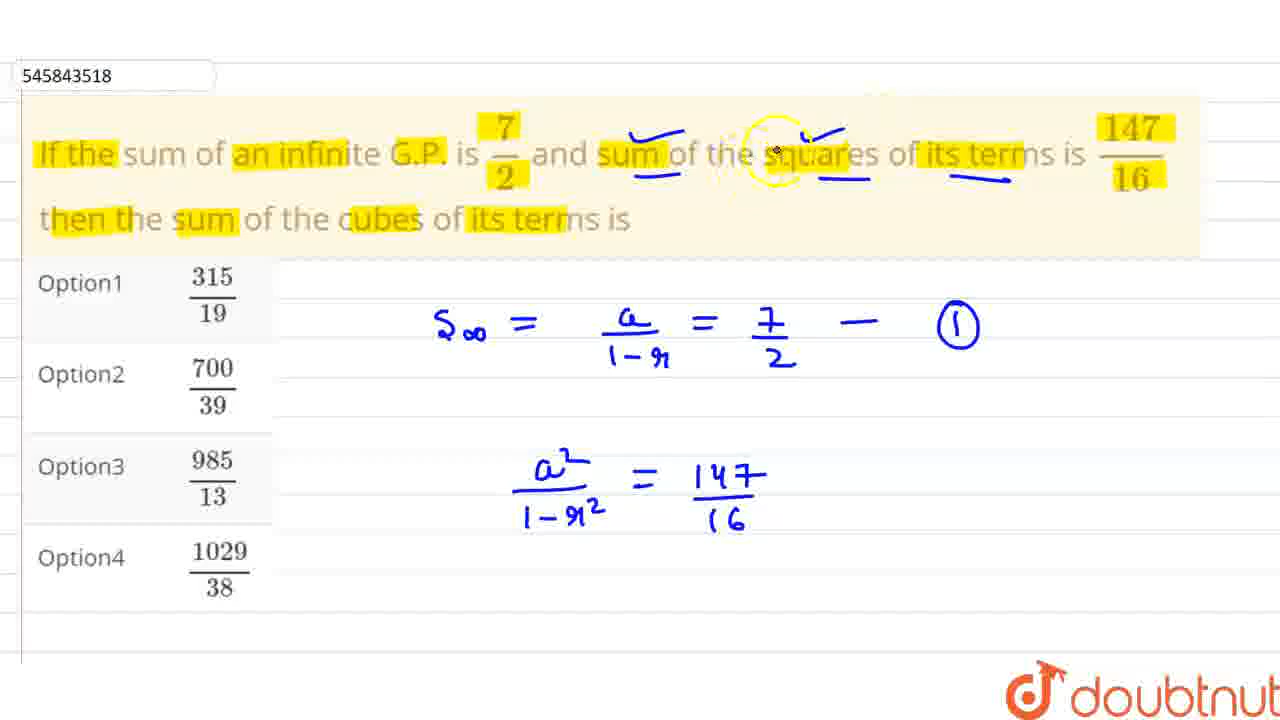 545843518
If the sum of an infinite G.P. is 7/2 and sum of the squares of its terms is 147/16
then the sum of the cubes of its terms is
Option1 315/19
Option2 700/39
Option3 985/13
Option4 1029/38
S∞ = a/(1-r) = 7/2 — ①
a²/(1-r²) = 147/16
doubtnut